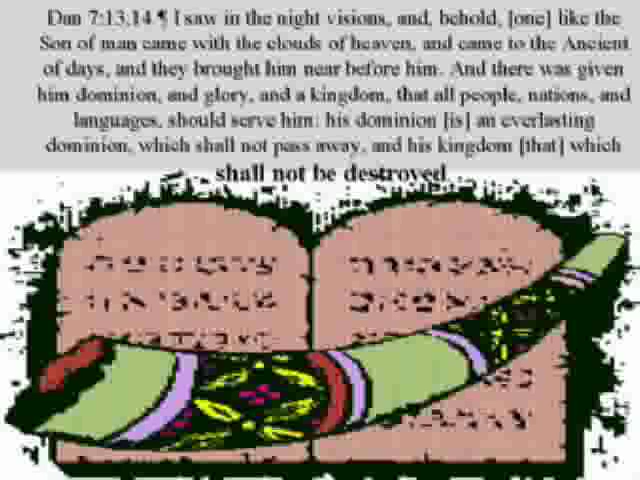 Dan 7:13,14 ¶ I saw in the night visions, and, behold, [one] like the
Son of man came with the clouds of heaven, and came to the Ancient
of days, and they brought him near before him. And there was given
him dominion, and glory, and a kingdom, that all people, nations, and
languages, should serve him: his dominion [is] an everlasting
dominion, which shall not pass away, and his kingdom [that] which
shall not be destroyed.